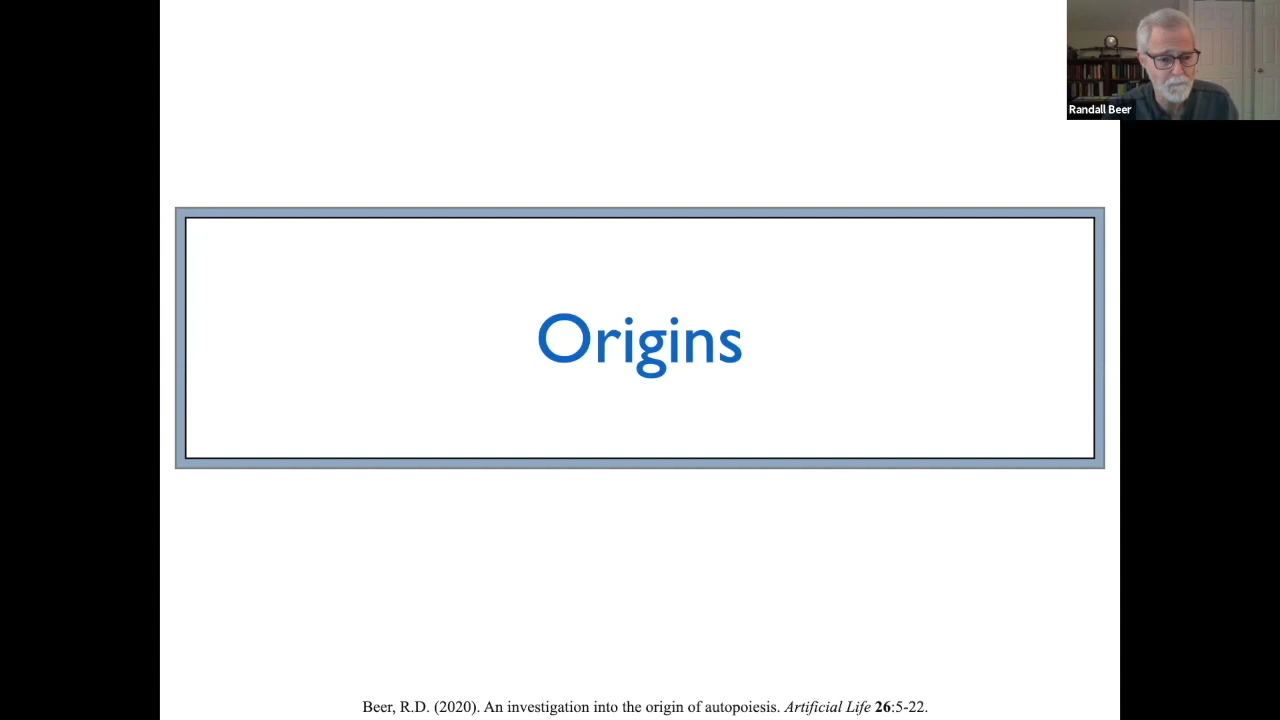 Randall Beer
Origins
Beer, R.D. (2020). An investigation into the origin of autopoiesis. Artificial Life 26:5-22.